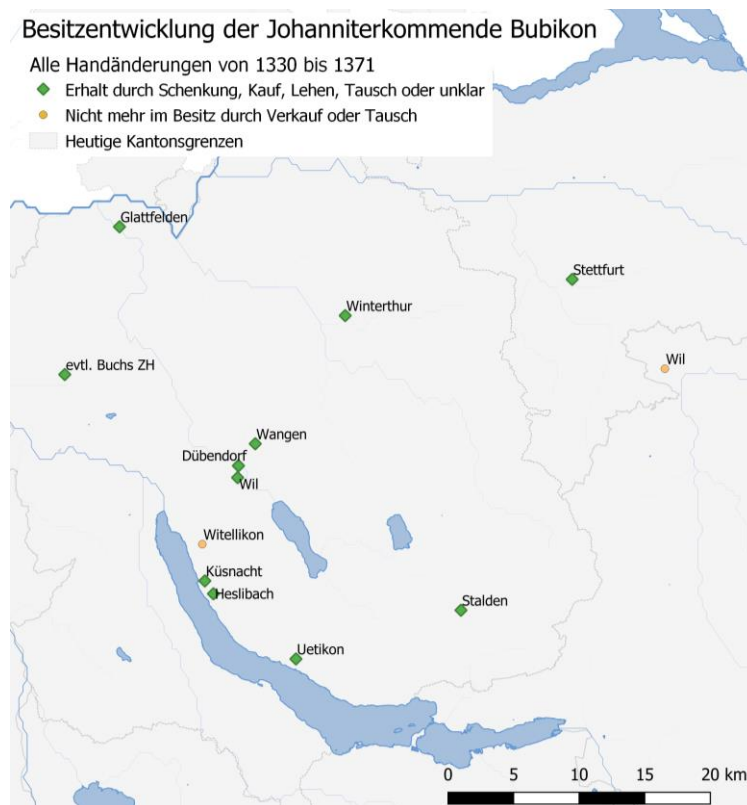 Besitzentwicklung der Johanniterkommende Bubikon
Alle Handänderungen von 1330 bis 1371
Erhalt durch Schenkung, Kauf, Lehen, Tausch oder unklar
Nicht mehr im Besitz durch Verkauf oder Tausch
Heutige Kantonsgrenzen
Glattfelden
Stettfurt
Winterthur
Wil
evtl. Buchs ZH
Wangen
Dübendorf
Wil
Witellikon
Küsnacht
Heslibach
Stalden
Uetikon
0 5 10 15 20 km